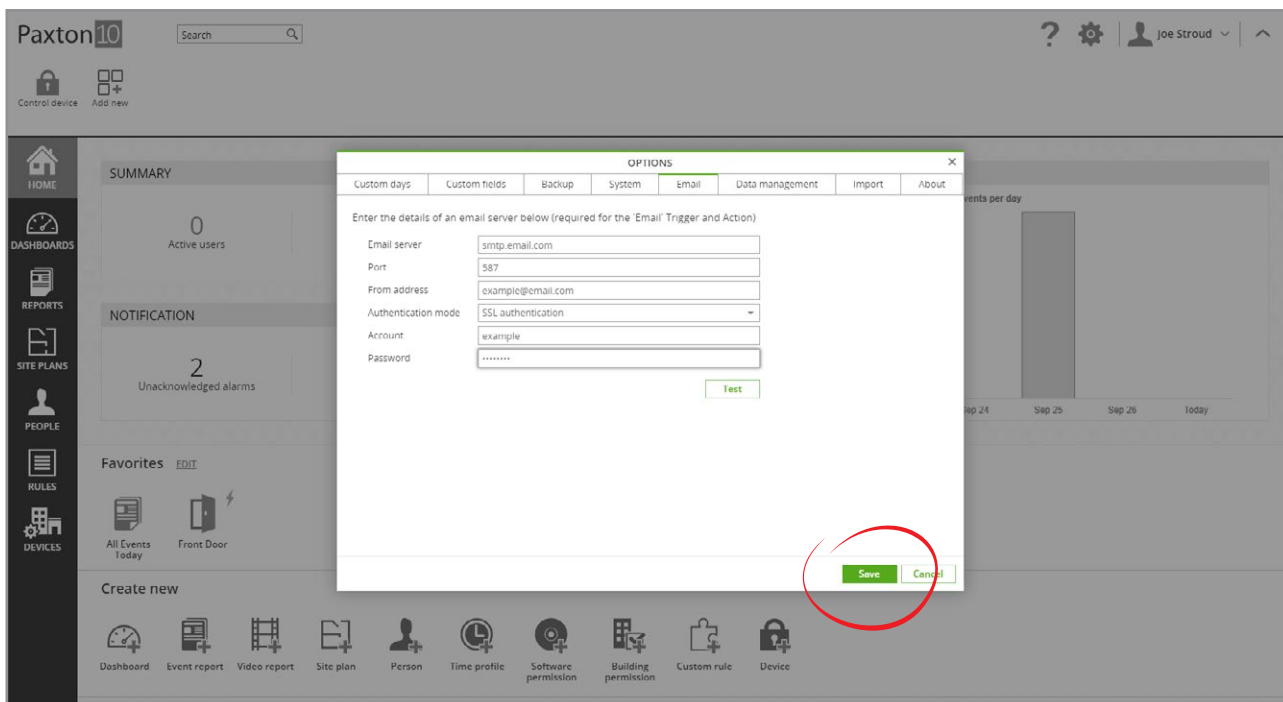 Paxton10
Search
Joe Stroud
Control device
Add new
HOME
DASHBOARDS
REPORTS
SITE PLANS
PEOPLE
RULES
DEVICES
SUMMARY
0
Active users
NOTIFICATION
2
Unacknowledged alarms
OPTIONS
Custom days Custom fields Backup System Email Data management Import About
Enter the details of an email server below (required for the 'Email' Trigger and Action)
Email server smtp.email.com
Port 587
From address example@email.com
Authentication mode SSL authentication
Account example
Password ••••••••
Test
Save Cancel
per day
Sep 25 Sep 26 Today
Favorites EDIT
All Events
Today
Front Door
Create new
Dashboard Event report Video report Site plan Person Time profile Software
permission
Building
permission
Custom rule Device